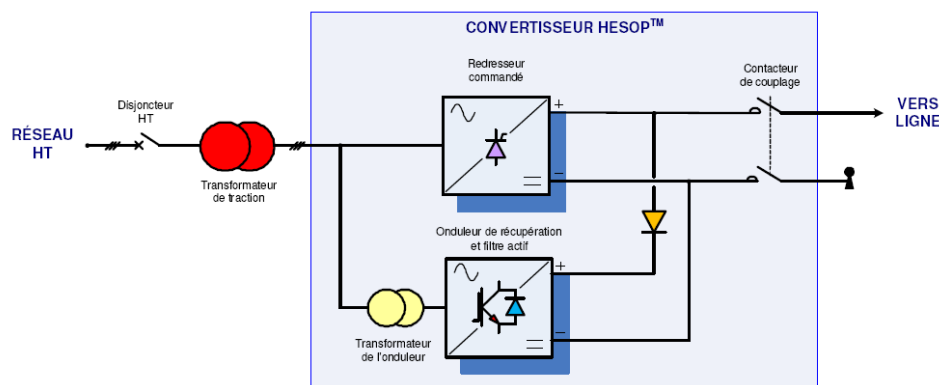 CONVERTISSEUR HESOP™
Redresseur
commandé
Contacteur
de couplage
Disjoncteur
HT
RÉSEAU
HT
VERS
LIGNE
+
−
Transformateur
de traction
Onduleur de récupération
et filtre actif
+
−
Transformateur
de l'onduleur